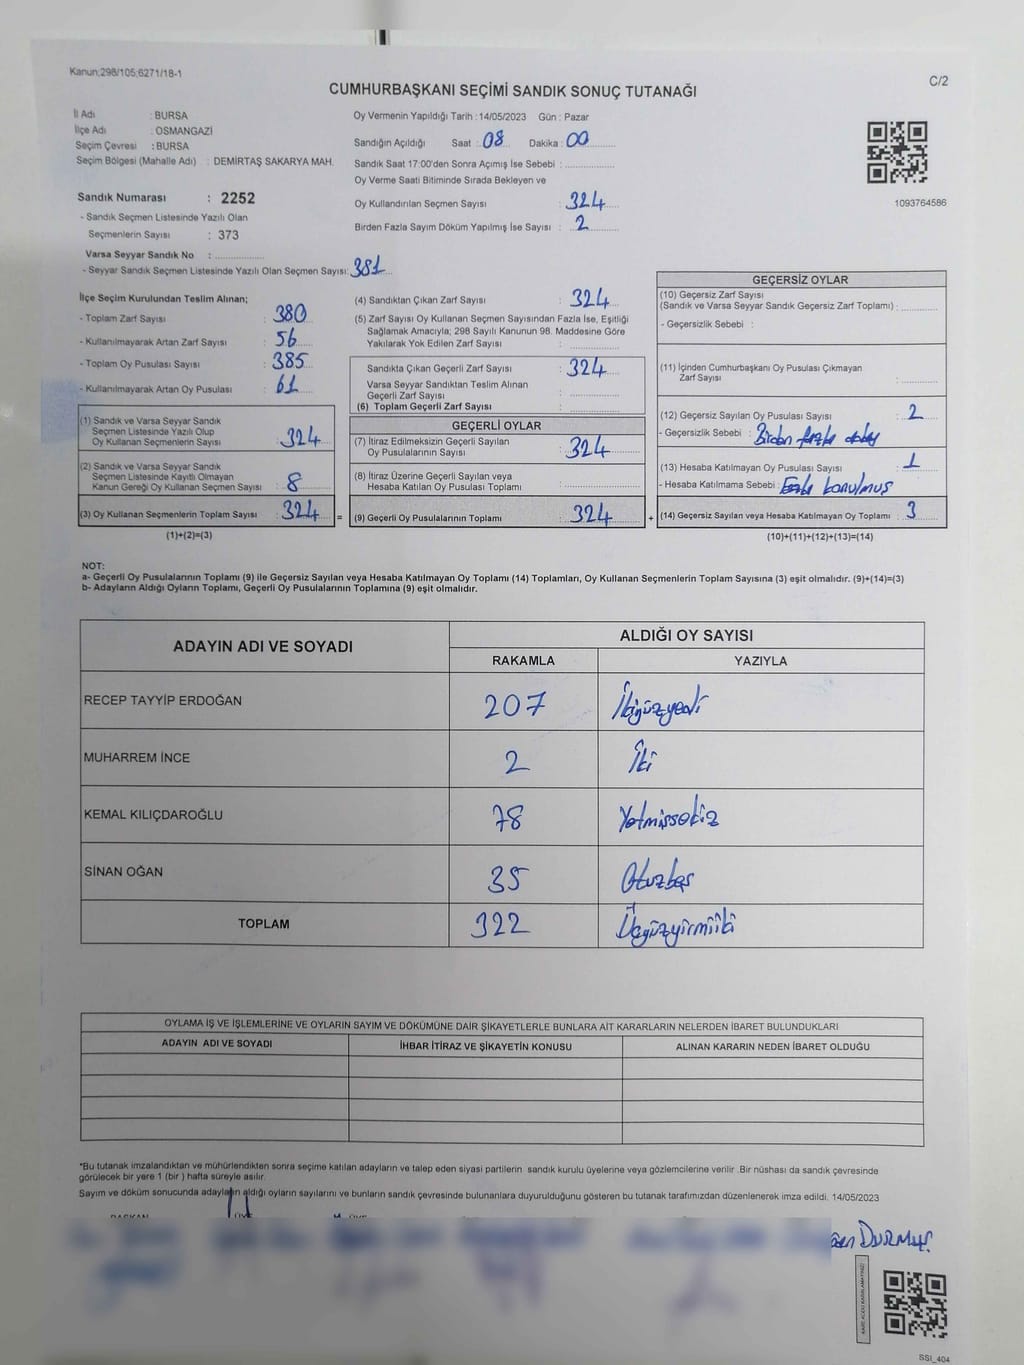 Kanun;298/105;6271/18-1
C/2
CUMHURBAŞKANI SEÇİMİ SANDIK SONUÇ TUTANAĞI
İl Adı : BURSA
İlçe Adı : OSMANGAZİ
Seçim Çevresi : BURSA
Seçim Bölgesi (Mahalle Adı) : DEMİRTAŞ SAKARYA MAH.
Sandık Numarası : 2252
- Sandık Seçmen Listesinde Yazılı Olan
Seçmenlerin Sayısı : 373
Varsa Seyyar Sandık No :
- Seyyar Sandık Seçmen Listesinde Yazılı Olan Seçmen Sayısı: 381
Oy Vermenin Yapıldığı Tarih : 14/05/2023 Gün : Pazar
Sandığın Açıldığı Saat : 08 Dakika : 00
Sandık Saat 17:00'den Sonra Açımış İse Sebebi :
Oy Verme Saati Bitiminde Sırada Bekleyen ve
Oy Kullandırılan Seçmen Sayısı : 324
Birden Fazla Sayım Döküm Yapılmış İse Sayısı : 2
1093764586
İlçe Seçim Kurulundan Teslim Alınan;
- Toplam Zarf Sayısı : 380
- Kullanılmayarak Artan Zarf Sayısı : 56
- Toplam Oy Pusulası Sayısı : 385
- Kullanılmayarak Artan Oy Pusulası : 61
(1) Sandık ve Varsa Seyyar Sandık
Seçmen Listesinde Yazılı Olup
Oy Kullanan Seçmenlerin Sayısı : 324
(2) Sandık ve Varsa Seyyar Sandık
Seçmen Listesinde Kayıtlı Olmayan
Kanun Gereği Oy Kullanan Seçmen Sayısı : 8
(3) Oy Kullanan Seçmenlerin Toplam Sayısı : 324 =
(1)+(2)=(3)
(4) Sandıktan Çıkan Zarf Sayısı : 324
(5) Zarf Sayısı Oy Kullanan Seçmen Sayısından Fazla İse, Eşitliği
Sağlamak Amacıyla; 298 Sayılı Kanunun 98. Maddesine Göre
Yakılarak Yok Edilen Zarf Sayısı :
Sandıkta Çıkan Geçerli Zarf Sayısı : 324
Varsa Seyyar Sandıktan Teslim Alınan
Geçerli Zarf Sayısı :
(6) Toplam Geçerli Zarf Sayısı :
GEÇERLİ OYLAR
(7) İtiraz Edilmeksizin Geçerli Sayılan
Oy Pusulalarının Sayısı : 324
(8) İtiraz Üzerine Geçerli Sayılan veya
Hesaba Katılan Oy Pusulası Toplamı :
(9) Geçerli Oy Pusulalarının Toplamı : 324 +
GEÇERSİZ OYLAR
(10) Geçersiz Zarf Sayısı
(Sandık ve Varsa Seyyar Sandık Geçersiz Zarf Toplamı) :
- Geçersizlik Sebebi :
(11) İçinden Cumhurbaşkanı Oy Pusulası Çıkmayan
Zarf Sayısı :
(12) Geçersiz Sayılan Oy Pusulası Sayısı : 2
- Geçersizlik Sebebi : Birden fazla
(13) Hesaba Katılmayan Oy Pusulası Sayısı : 1
- Hesaba Katılmama Sebebi : konulmuş
(14) Geçersiz Sayılan veya Hesaba Katılmayan Oy Toplamı : 3
(10)+(11)+(12)+(13)=(14)
NOT:
a- Geçerli Oy Pusulalarının Toplamı (9) ile Geçersiz Sayılan veya Hesaba Katılmayan Oy Toplamı (14) Toplamları, Oy Kullanan Seçmenlerin Toplam Sayısına (3) eşit olmalıdır. (9)+(14)=(3)
b- Adayların Aldığı Oyların Toplamı, Geçerli Oy Pusulalarının Toplamına (9) eşit olmalıdır.
ADAYIN ADI VE SOYADI ALDIĞI OY SAYISI
RAKAMLA YAZIYLA
RECEP TAYYİP ERDOĞAN 207 İkiyüzyedi
MUHARREM İNCE 2 İki
KEMAL KILIÇDAROĞLU 78 Yetmişsekiz
SİNAN OĞAN 35 Otuzbeş
TOPLAM 322 Üçyüzyirmiiki
OYLAMA İŞ VE İŞLEMLERİNE VE OYLARIN SAYIM VE DÖKÜMÜNE DAİR ŞİKAYETLERLE BUNLARA AİT KARARLARIN NELERDEN İBARET BULUNDUKLARI
ADAYIN ADI VE SOYADI İHBAR İTİRAZ VE ŞİKAYETİN KONUSU ALINAN KARARIN NEDEN İBARET OLDUĞU
*Bu tutanak imzalandıktan ve mühürlendikten sonra seçime katılan adayların ve talep eden siyasi partilerin sandık kurulu üyelerine veya gözlemcilerine verilir .Bir nüshası da sandık çevresinde
görülecek bir yere 1 (bir ) hafta süreyle asılır.
Sayım ve döküm sonucunda adayların aldığı oyların sayılarını ve bunların sandık çevresinde bulunanlara duyurulduğunu gösteren bu tutanak tarafımızdan düzenlenerek imza edildi. 14/05/2023
BAŞKAN ÜYE ÜYE
DURMUŞ
SSİ_404